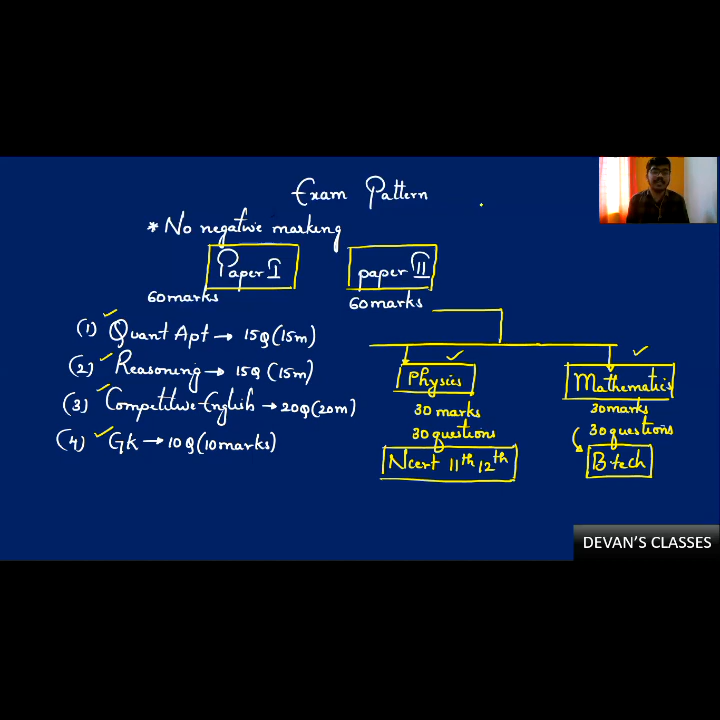 Exam Pattern
* No negative marking
Paper I
60marks
(1) Quant Apt → 15Q(15m)
(2) Reasoning → 15Q (15m)
(3) Competitive English → 20Q(20m)
(4) GK → 10Q(10marks)
paper II
60marks
Physics
30 marks
30 questions
Ncert 11th 12th
Mathematics
30marks
30 questions
B tech
DEVAN'S CLASSES